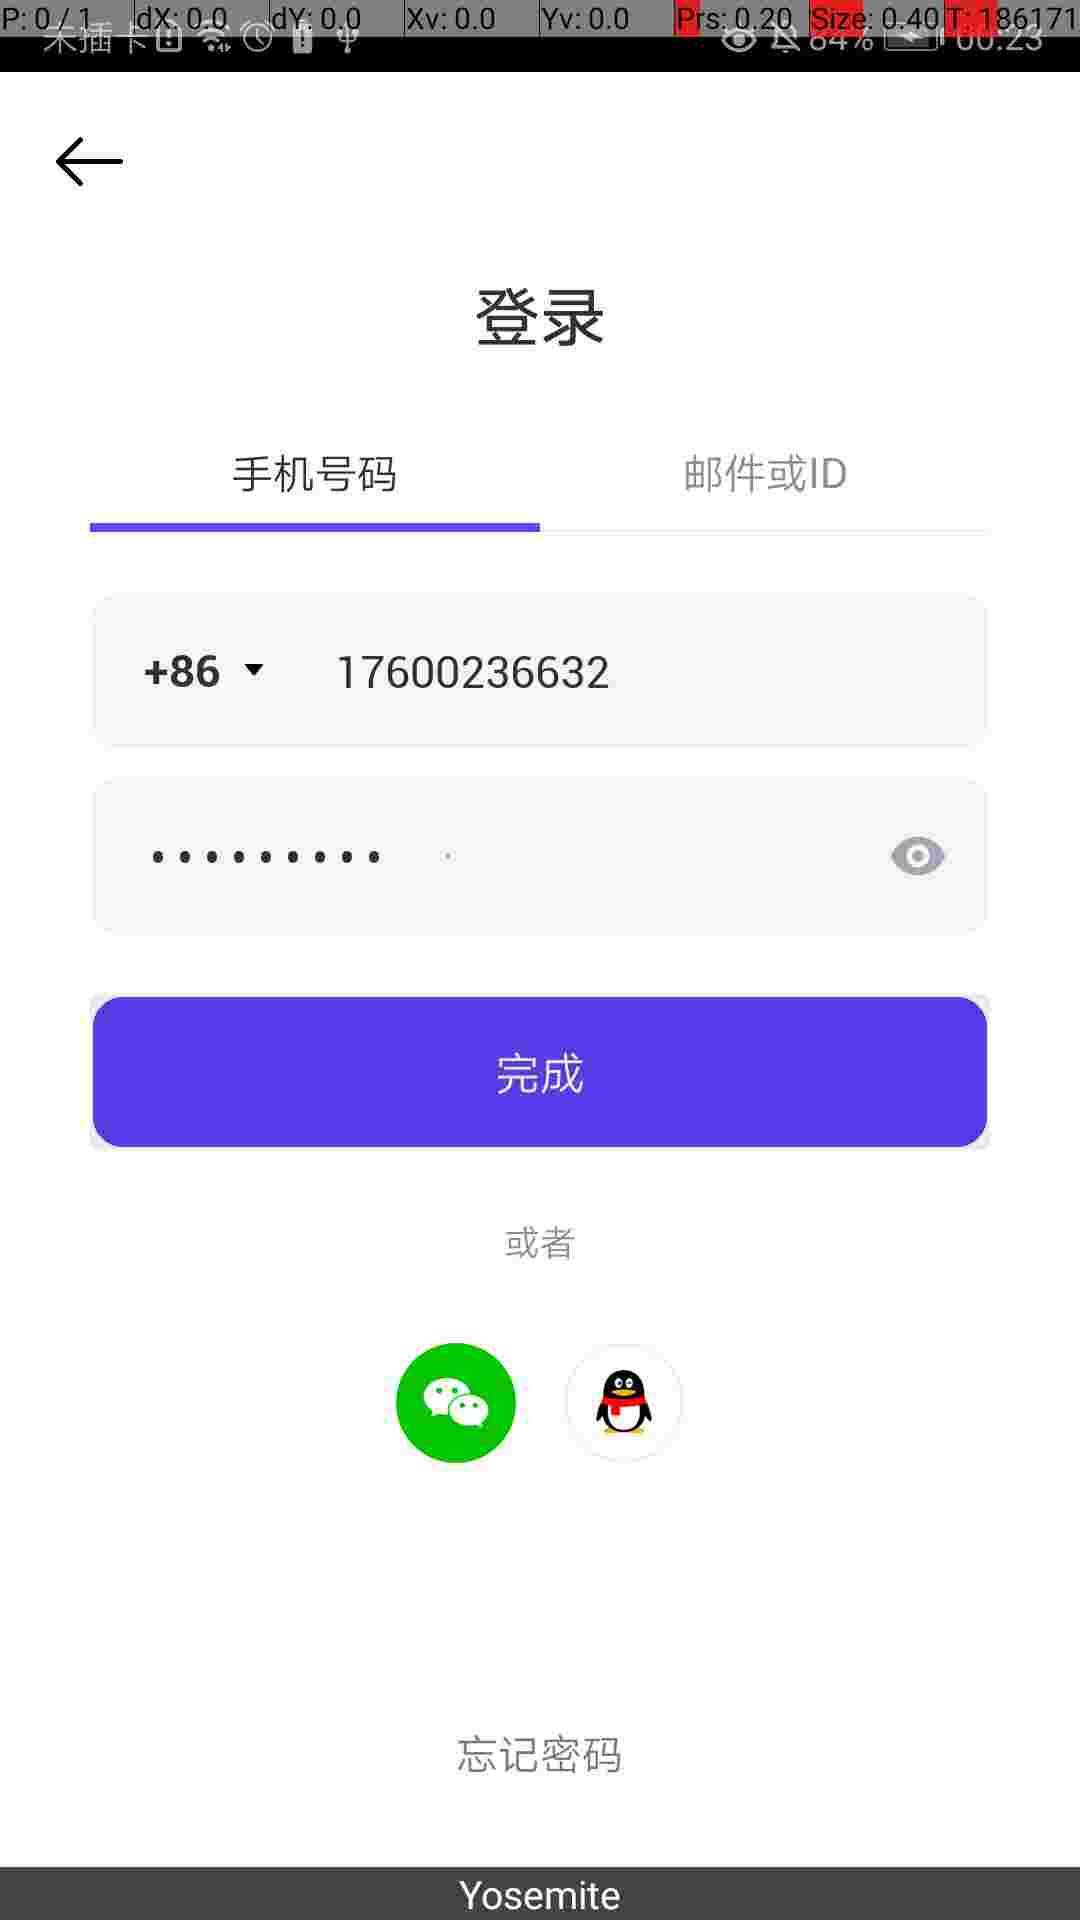 P: 0 / 1 dX: 0.0 dY: 0.0 Xv: 0.0 Yv: 0.0 Prs: 0.20 Size: 0.40 T: 186171
未插卡 84% 00:23
登录
手机号码 邮件或ID
+86 17600236632
•••••••••
完成
或者
忘记密码
Yosemite